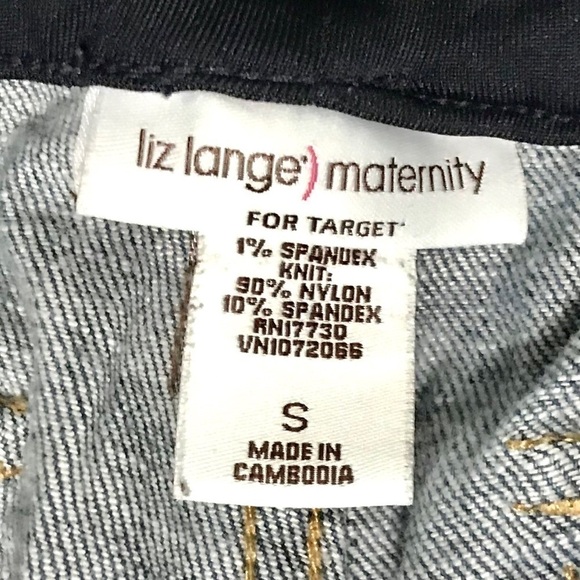 liz lange) maternity
FOR TARGET
1% SPANDEX
KNIT:
90% NYLON
10% SPANDEX
RN17730
VN1072066
S
MADE IN
CAMBODIA